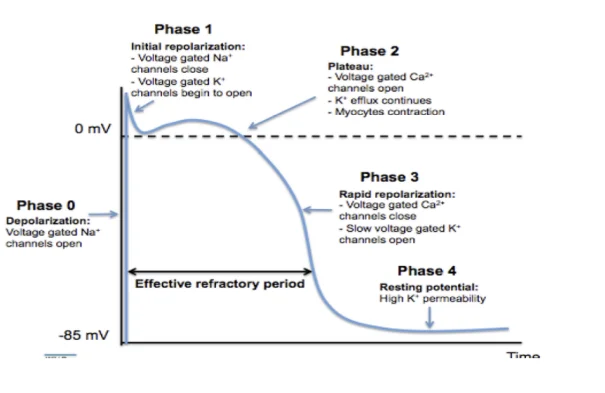 Phase 1
Initial repolarization:
- Voltage gated Na⁺
channels close
- Voltage gated K⁺
channels begin to open
Phase 2
Plateau:
- Voltage gated Ca²⁺
channels open
- K⁺ efflux continues
- Myocytes contraction
0 mV
Phase 0
Depolarization:
Voltage gated Na⁺
channels open
Phase 3
Rapid repolarization:
- Voltage gated Ca²⁺
channels close
- Slow voltage gated K⁺
channels open
Effective refractory period
Phase 4
Resting potential:
High K⁺ permeability
-85 mV
Time